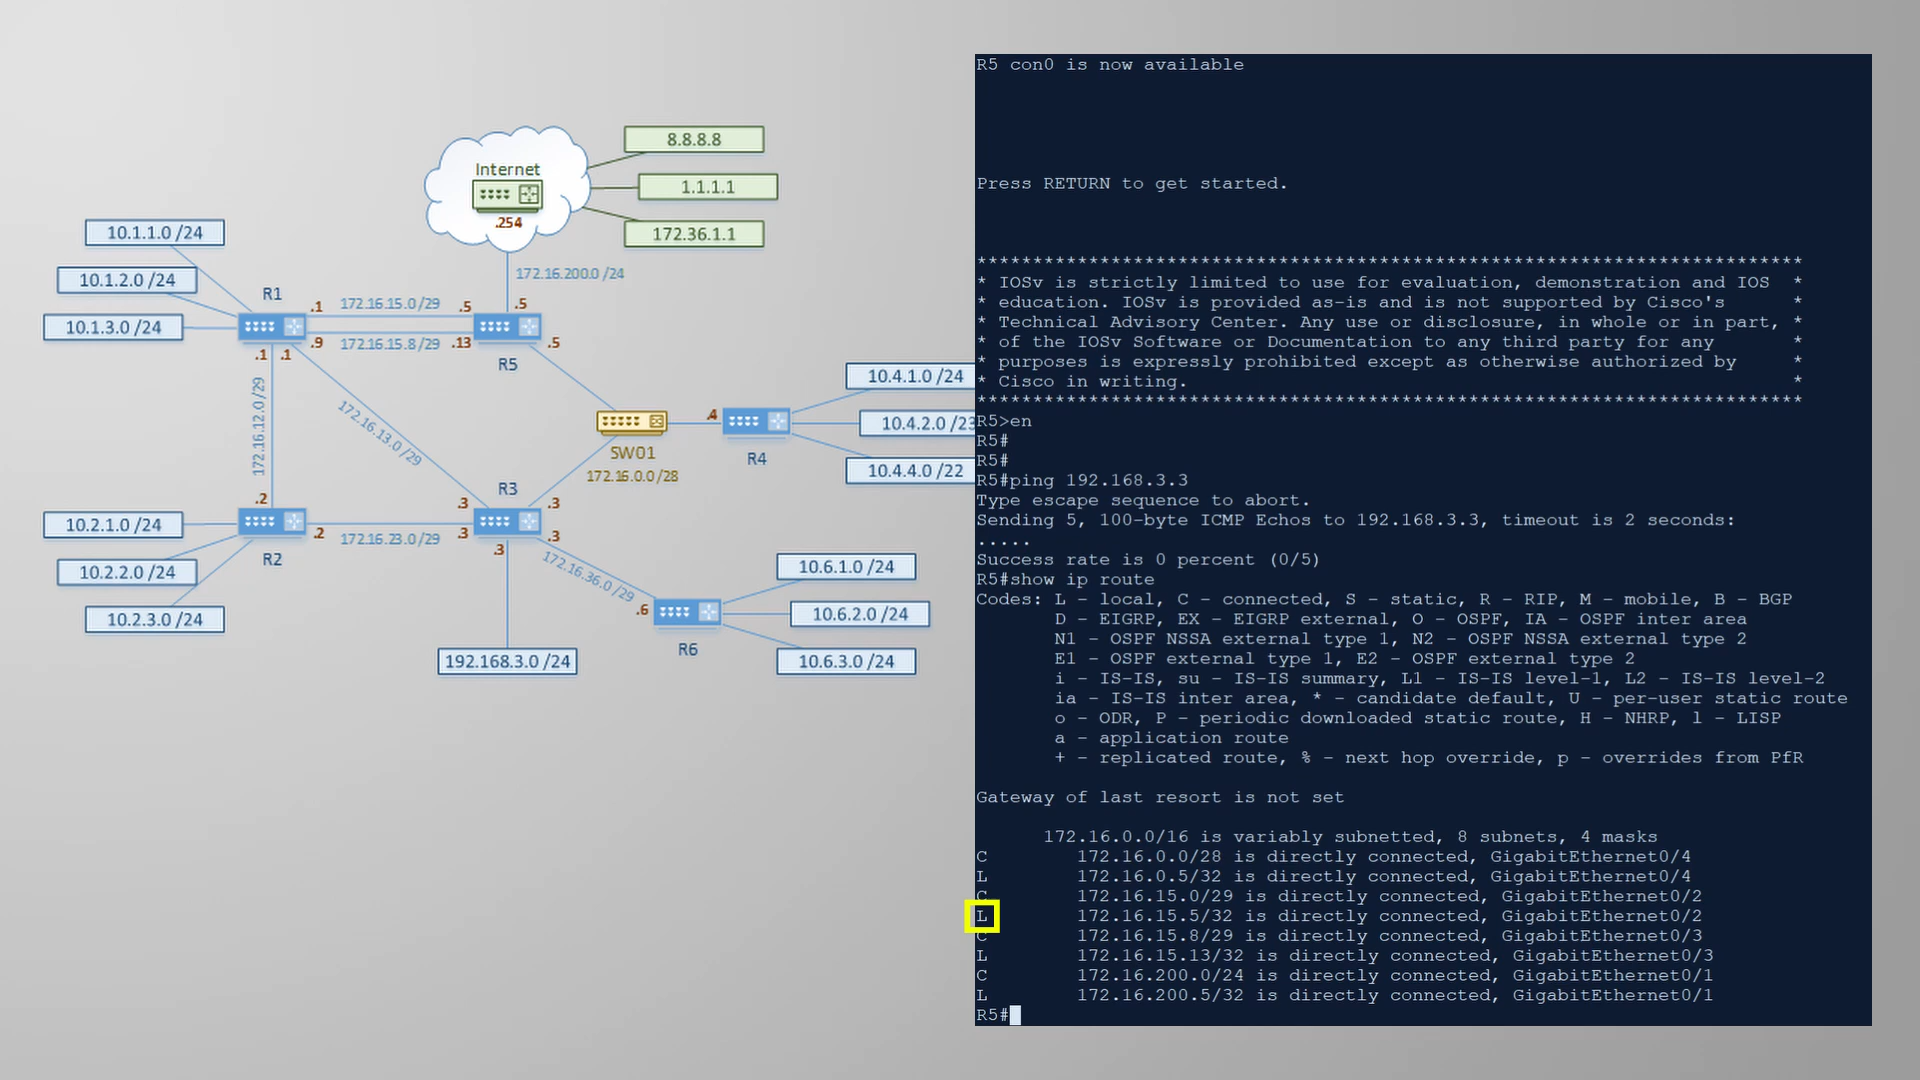 Internet
.254
8.8.8.8
1.1.1.1
172.36.1.1
172.16.200.0 /24
10.1.1.0 /24
10.1.2.0 /24
10.1.3.0 /24
R1
.1
172.16.15.0/29
.5
.5
.9
172.16.15.8/29
.13
.5
R5
.1
.1
172.16.12.0/29
172.16.13.0/29
10.4.1.0 /24
10.4.2.0 /23
10.4.4.0 /22
.4
R4
SW01
172.16.0.0 /28
.2
R3
.3
.3
10.2.1.0 /24
10.2.2.0 /24
10.2.3.0 /24
R2
.2
172.16.23.0/29
.3
.3
.3
172.16.36.0 /29
.6
R6
10.6.1.0 /24
10.6.2.0 /24
10.6.3.0 /24
192.168.3.0 /24
R5 con0 is now available
Press RETURN to get started.
**************************************************************************
* IOSv is strictly limited to use for evaluation, demonstration and IOS  *
* education. IOSv is provided as-is and is not supported by Cisco's      *
* Technical Advisory Center. Any use or disclosure, in whole or in part, *
* of the IOSv Software or Documentation to any third party for any       *
* purposes is expressly prohibited except as otherwise authorized by     *
* Cisco in writing.                                                      *
**************************************************************************
R5>en
R5#
R5#
R5#ping 192.168.3.3
Type escape sequence to abort.
Sending 5, 100-byte ICMP Echos to 192.168.3.3, timeout is 2 seconds:
.....
Success rate is 0 percent (0/5)
R5#show ip route
Codes: L - local, C - connected, S - static, R - RIP, M - mobile, B - BGP
       D - EIGRP, EX - EIGRP external, O - OSPF, IA - OSPF inter area
       N1 - OSPF NSSA external type 1, N2 - OSPF NSSA external type 2
       E1 - OSPF external type 1, E2 - OSPF external type 2
       i - IS-IS, su - IS-IS summary, L1 - IS-IS level-1, L2 - IS-IS level-2
       ia - IS-IS inter area, * - candidate default, U - per-user static route
       o - ODR, P - periodic downloaded static route, H - NHRP, l - LISP
       a - application route
       + - replicated route, % - next hop override, p - overrides from PfR
Gateway of last resort is not set
      172.16.0.0/16 is variably subnetted, 8 subnets, 4 masks
C        172.16.0.0/28 is directly connected, GigabitEthernet0/4
L        172.16.0.5/32 is directly connected, GigabitEthernet0/4
C        172.16.15.0/29 is directly connected, GigabitEthernet0/2
L        172.16.15.5/32 is directly connected, GigabitEthernet0/2
C        172.16.15.8/29 is directly connected, GigabitEthernet0/3
L        172.16.15.13/32 is directly connected, GigabitEthernet0/3
C        172.16.200.0/24 is directly connected, GigabitEthernet0/1
L        172.16.200.5/32 is directly connected, GigabitEthernet0/1
R5#